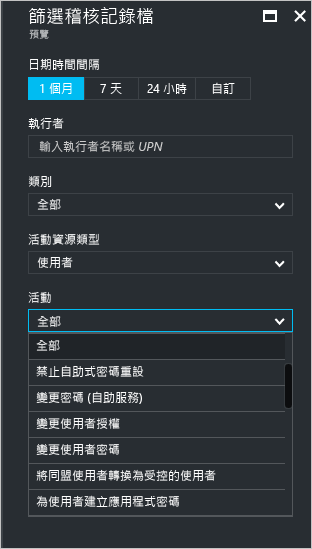 篩選稽核記錄檔
預覽
日期時間間隔
1 個月 7 天 24 小時 自訂
執行者
輸入執行者名稱或 UPN
類別
全部
活動資源類型
使用者
活動
全部
全部
禁止自助式密碼重設
變更密碼 (自助服務)
變更使用者授權
變更使用者密碼
將同盟使用者轉換為受控的使用者
為使用者建立應用程式密碼